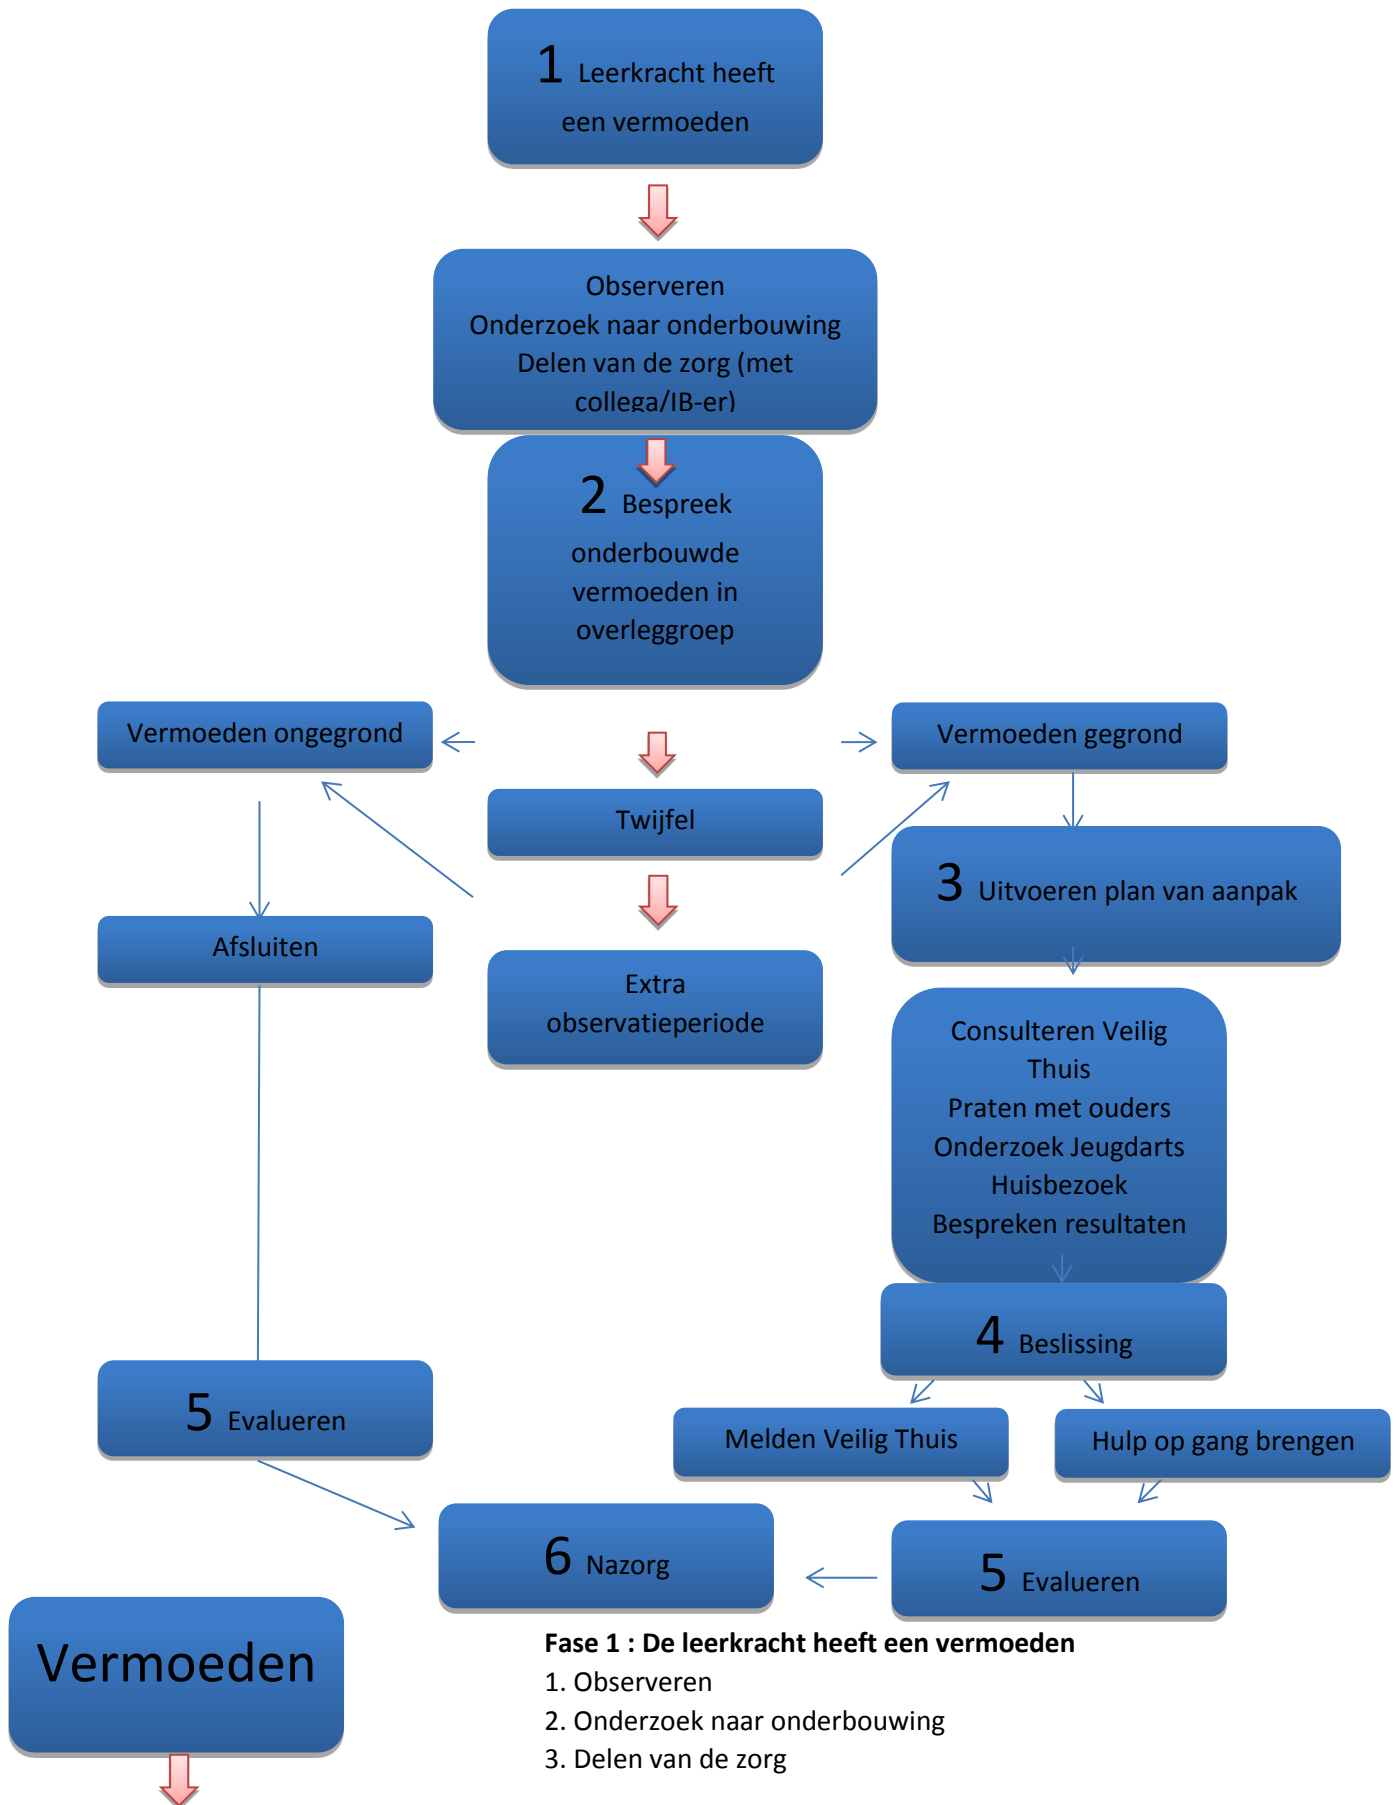 1 Leerkracht heeft
een vermoeden
Observeren
Onderzoek naar onderbouwing
Delen van de zorg (met
collega/IB-er)
2 Bespreek
onderbouwde
vermoeden in
overleggroep
Vermoeden ongegrond
Vermoeden gegrond
Twijfel
3 Uitvoeren plan van aanpak
Afsluiten
Extra
observatieperiode
Consulteren Veilig
Thuis
Praten met ouders
Onderzoek Jeugdarts
Huisbezoek
Bespreken resultaten
4 Beslissing
5 Evalueren
Melden Veilig Thuis
Hulp op gang brengen
6 Nazorg
5 Evalueren
Vermoeden
Fase 1 : De leerkracht heeft een vermoeden
1. Observeren
2. Onderzoek naar onderbouwing
3. Delen van de zorg